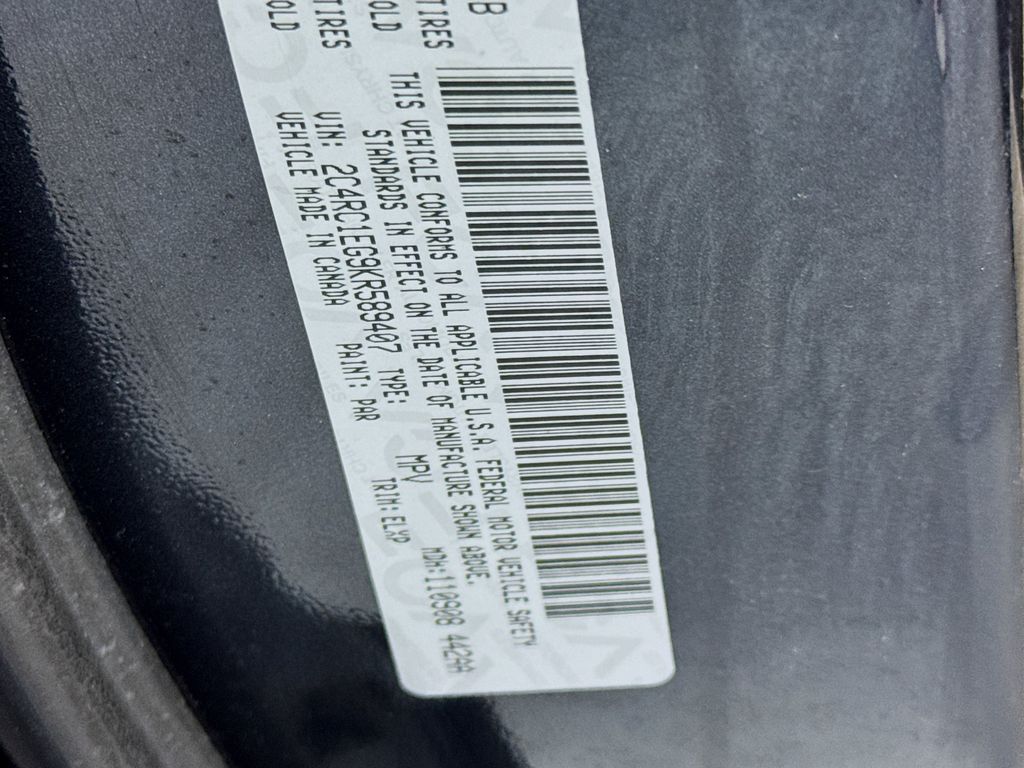 B
TIRES
OLD
TIRES
OLD
THIS VEHICLE CONFORMS TO ALL APPLICABLE U.S.A. FEDERAL MOTOR VEHICLE SAFETY
STANDARDS IN EFFECT ON THE DATE OF MANUFACTURE SHOWN ABOVE.
VIN: 2C4RC1EG9KR589407 TYPE: MPV MDH:110908 442AA
VEHICLE MADE IN CANADA PAINT: PAR TRIM: ELX9